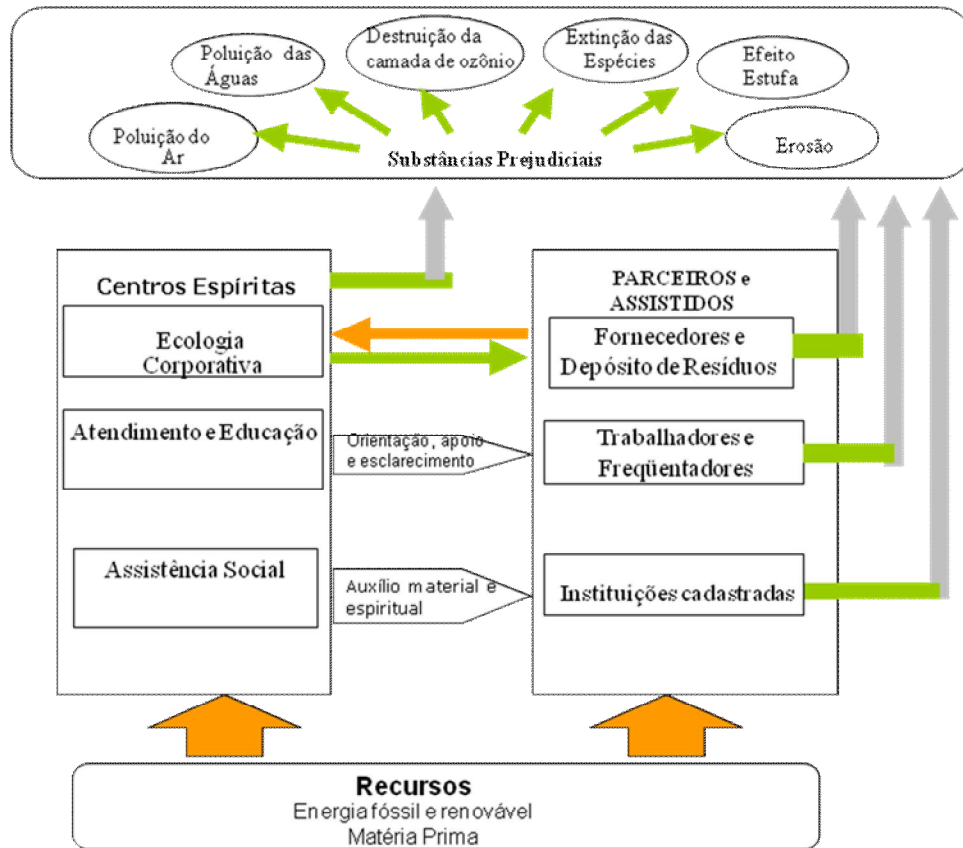 Poluição das
Águas
Destruição da
camada de ozônio
Extinção das
Espécies
Efeito
Estufa
Poluição do
Ar
Substâncias Prejudiciais
Erosão
Centros Espíritas
Ecologia
Corporativa
Atendimento e Educação
Assistência Social
Orientação, apoio
e esclarecimento
Auxílio material e
espiritual
PARCEIROS e
ASSISTIDOS
Fornecedores e
Depósito de Resíduos
Trabalhadores e
Freqüentadores
Instituições cadastradas
Recursos
Energia fóssil e renovável
Matéria Prima